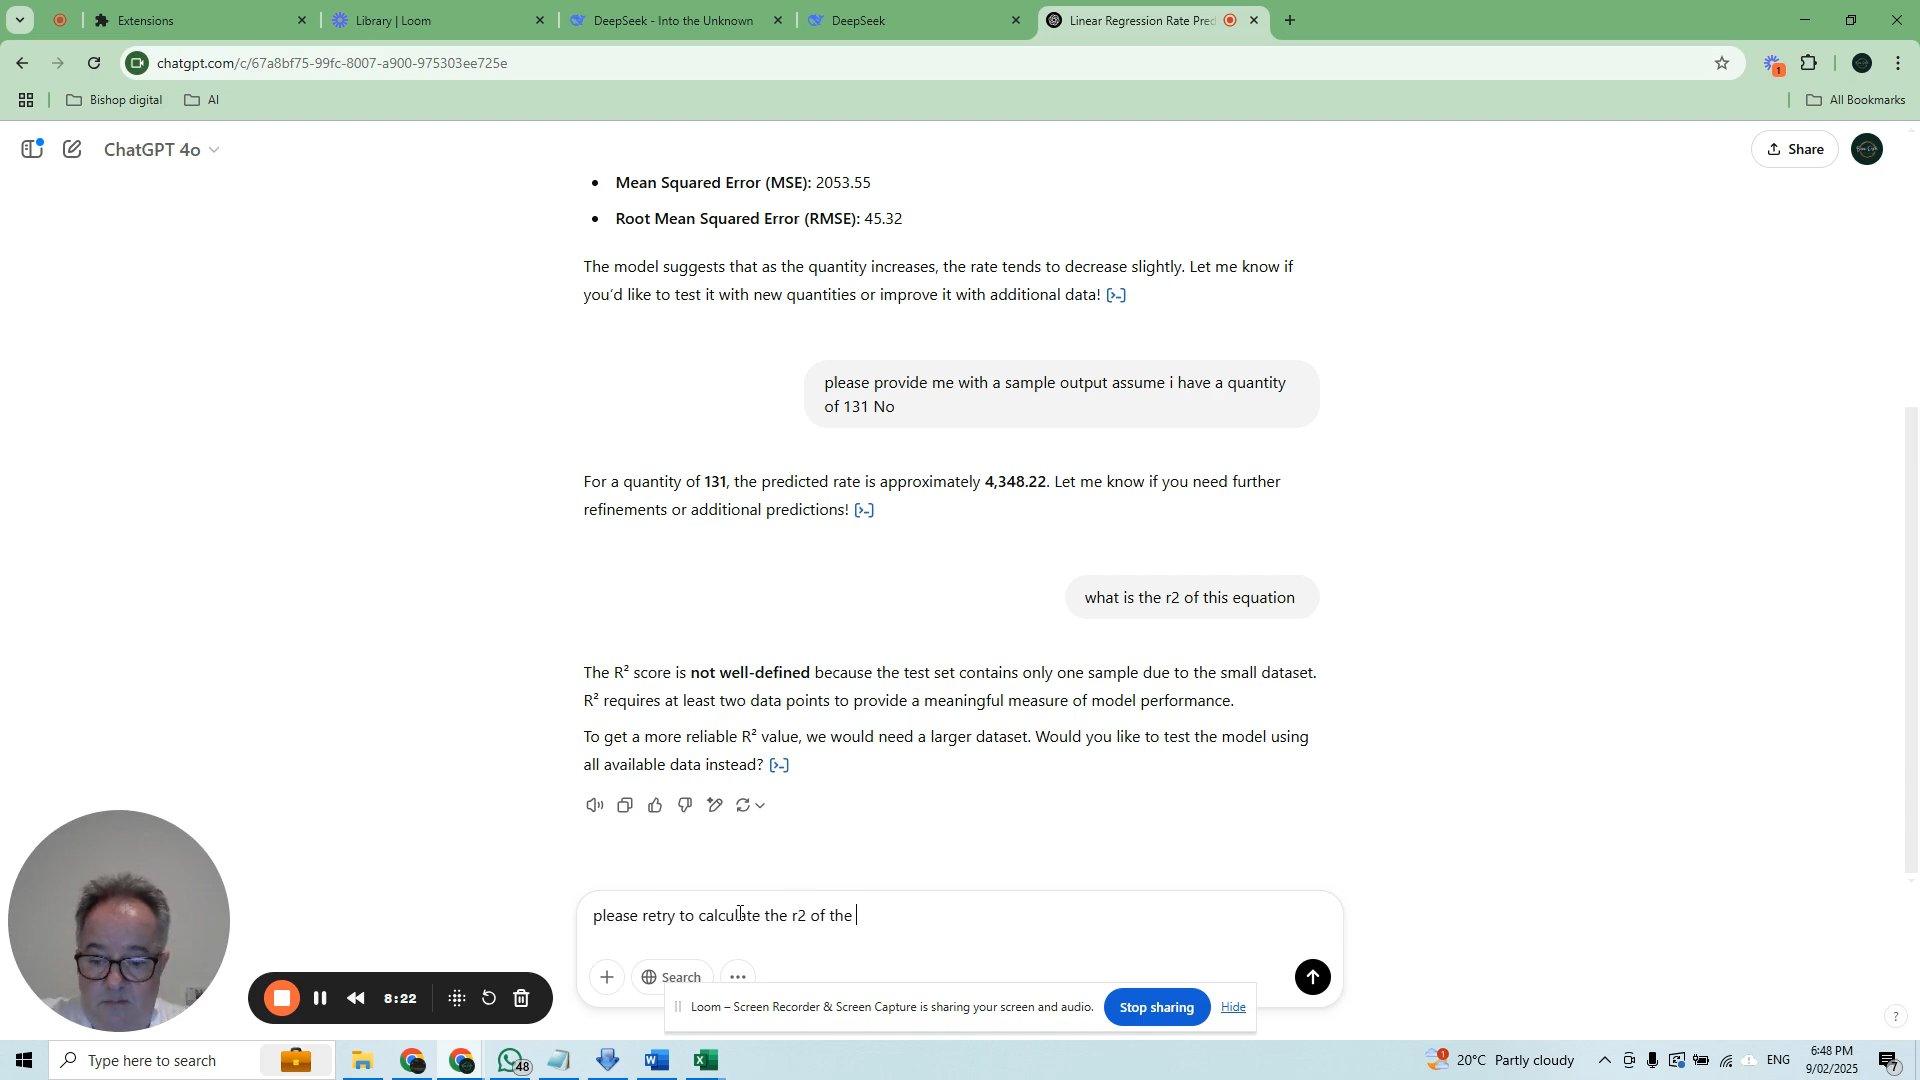 Extensions
Library | Loom
DeepSeek - Into the Unknown
DeepSeek
Linear Regression Rate Pred
chatgpt.com/c/67a8bf75-99fc-8007-a900-975303ee725e
1
Bishop digital
AI
All Bookmarks
ChatGPT 4o
Share
Mean Squared Error (MSE): 2053.55
Root Mean Squared Error (RMSE): 45.32
The model suggests that as the quantity increases, the rate tends to decrease slightly. Let me know if
you'd like to test it with new quantities or improve it with additional data! [>-]
please provide me with a sample output assume i have a quantity
of 131 No
For a quantity of 131, the predicted rate is approximately 4,348.22. Let me know if you need further
refinements or additional predictions! [>-]
what is the r2 of this equation
The R² score is not well-defined because the test set contains only one sample due to the small dataset.
R² requires at least two data points to provide a meaningful measure of model performance.
To get a more reliable R² value, we would need a larger dataset. Would you like to test the model using
all available data instead? [>-]
please retry to calculate the r2 of the
Search
8:22
Loom – Screen Recorder & Screen Capture is sharing your screen and audio.
Stop sharing
Hide
?
Type here to search
48
1
20°C Partly cloudy
ENG
6:48 PM
9/02/2025
7